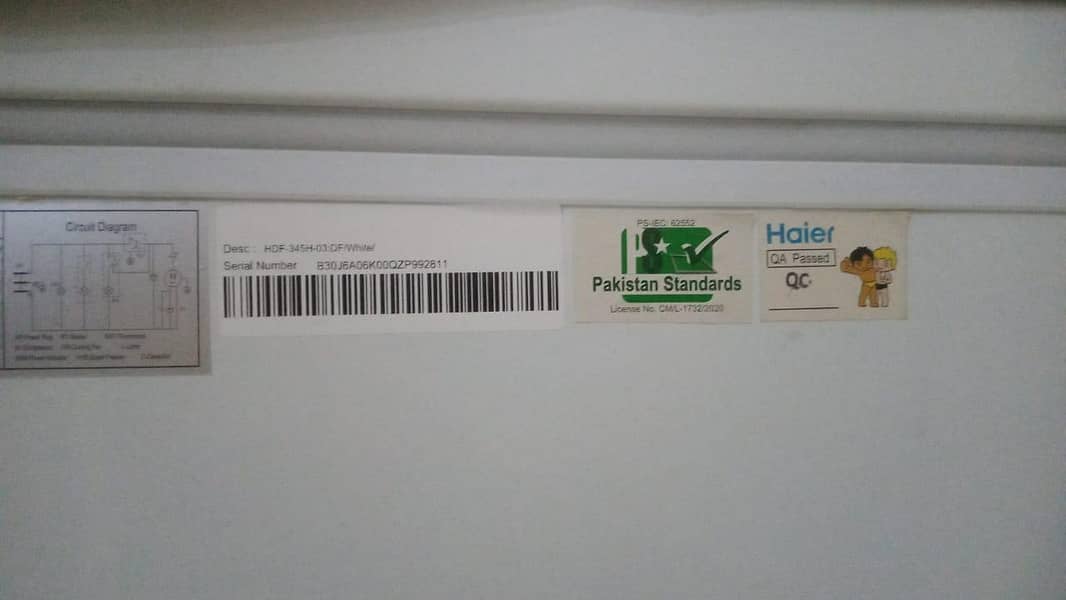 Circuit Diagram
Desc : HDF-345H-03;DF/White/
Serial Number B30J6A06K00QZP992811
PS-IEC/ 62552
PS
Pakistan Standards
License No. CM/L-1732/2020
Haier
QA Passed
QC.